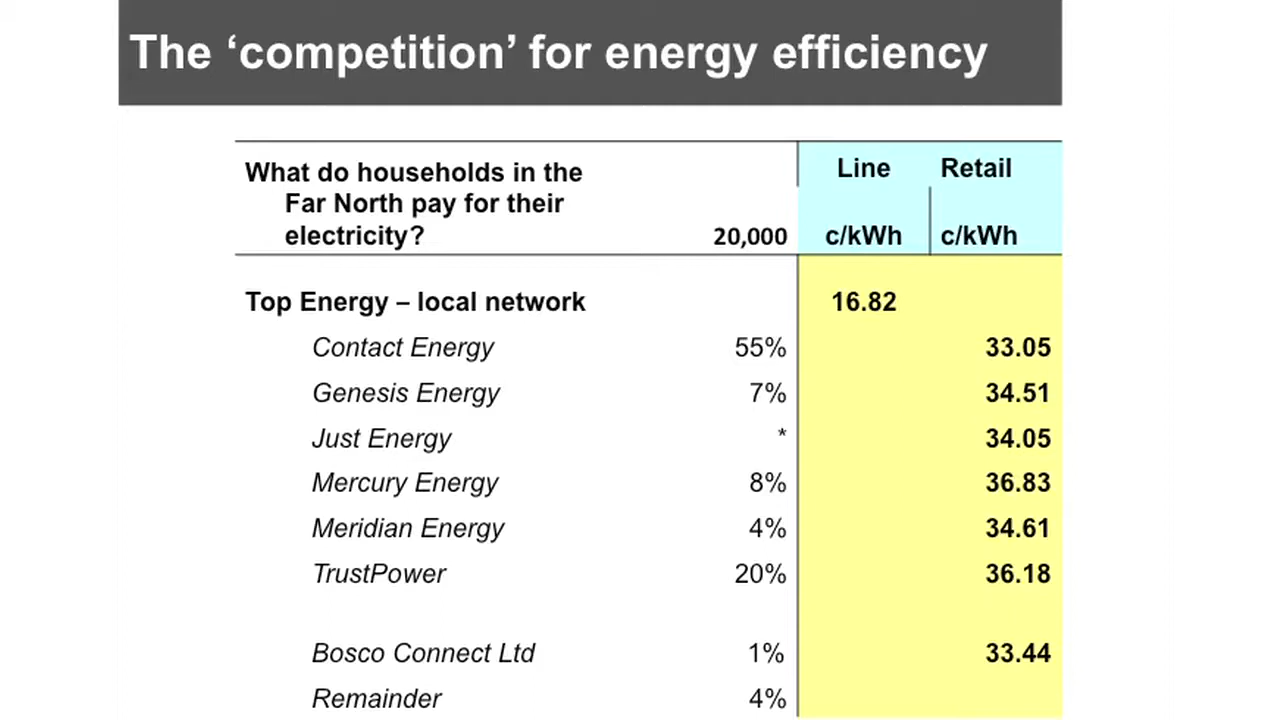 The ‘competition’ for energy efficiency
What do households in the
Far North pay for their
electricity?
20,000
Line Retail
c/kWh c/kWh
Top Energy – local network 16.82
Contact Energy 55% 33.05
Genesis Energy 7% 34.51
Just Energy * 34.05
Mercury Energy 8% 36.83
Meridian Energy 4% 34.61
TrustPower 20% 36.18
Bosco Connect Ltd 1% 33.44
Remainder 4%